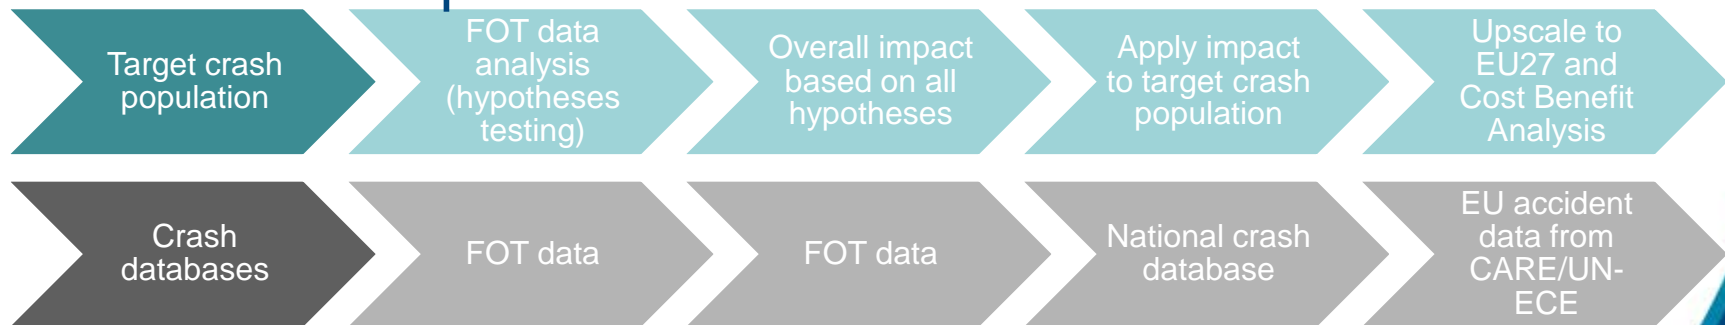 Target crash
population
FOT data
analysis
(hypotheses
testing)
Overall impact
based on all
hypotheses
Apply impact
to target crash
population
Upscale to
EU27 and
Cost Benefit
Analysis
Crash
databases
FOT data
FOT data
National crash
database
EU accident
data from
CARE/UN-
ECE